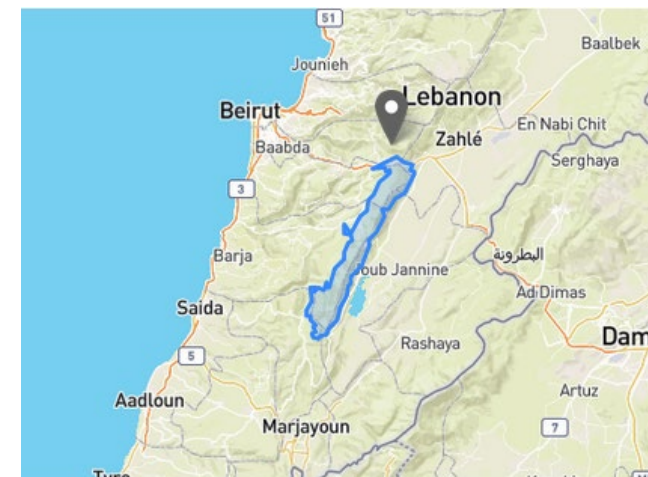 51
Baalbek
Jounieh
Lebanon
Beirut
En Nabi Chit
Zahlé
Baabda
Serghaya
3
البطرونة
Barja
Joub Jannine
Ad Dimas
Saida
Dam
Rashaya
5
Artuz
Adloun
Marjayoun
7